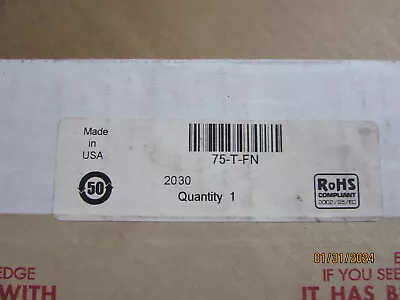 Made
in
USA
75-T-FN
50
2030
Quantity 1
RoHS
COMPLIANT
2002/95/EC
01/31/2024
EDGE
WITH
IF YOU SEE
IT HAS B